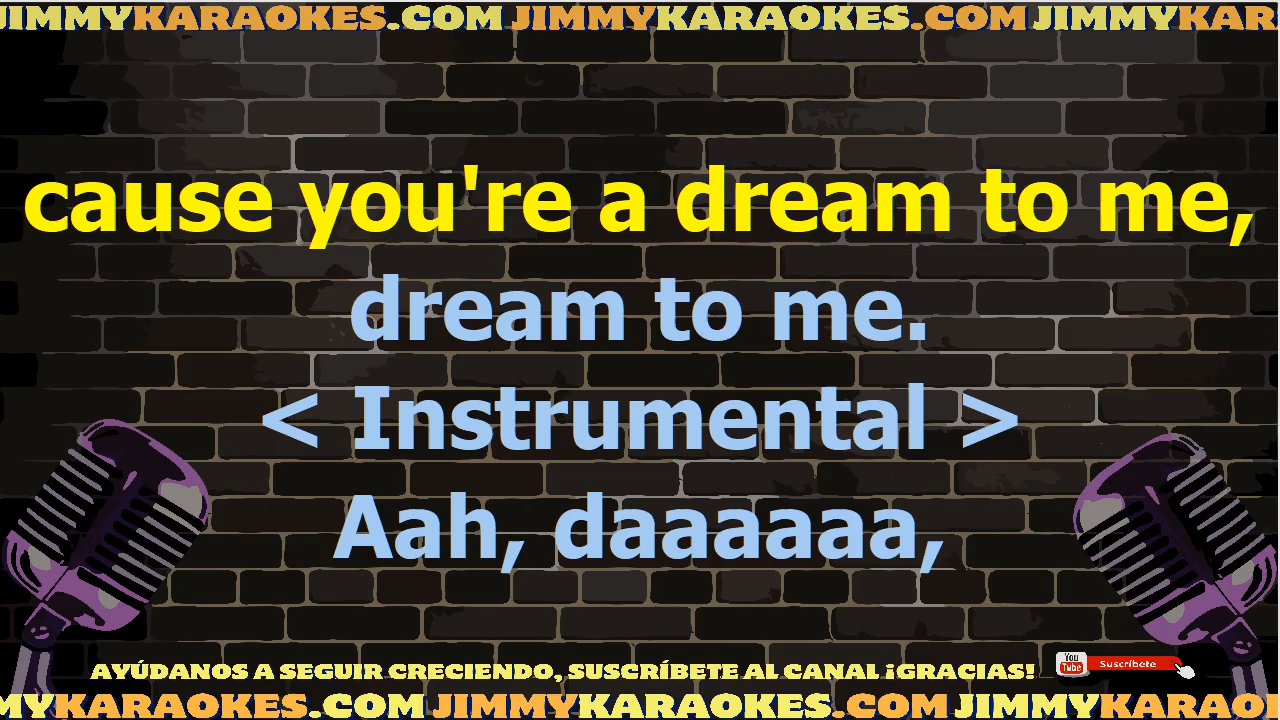 JIMMYKARAOKES.COM JIMMYKARAOKES.COM JIMMYKAR
cause you're a dream to me,
dream to me.
< Instrumental >
Aah, daaaaaaa,
AYÚDANOS A SEGUIR CRECIENDO, SUSCRÍBETE AL CANAL ¡GRACIAS!
You Tube Suscríbete
MYKARAOKES.COM JIMMYKARAOKES.COM JIMMYKARAO